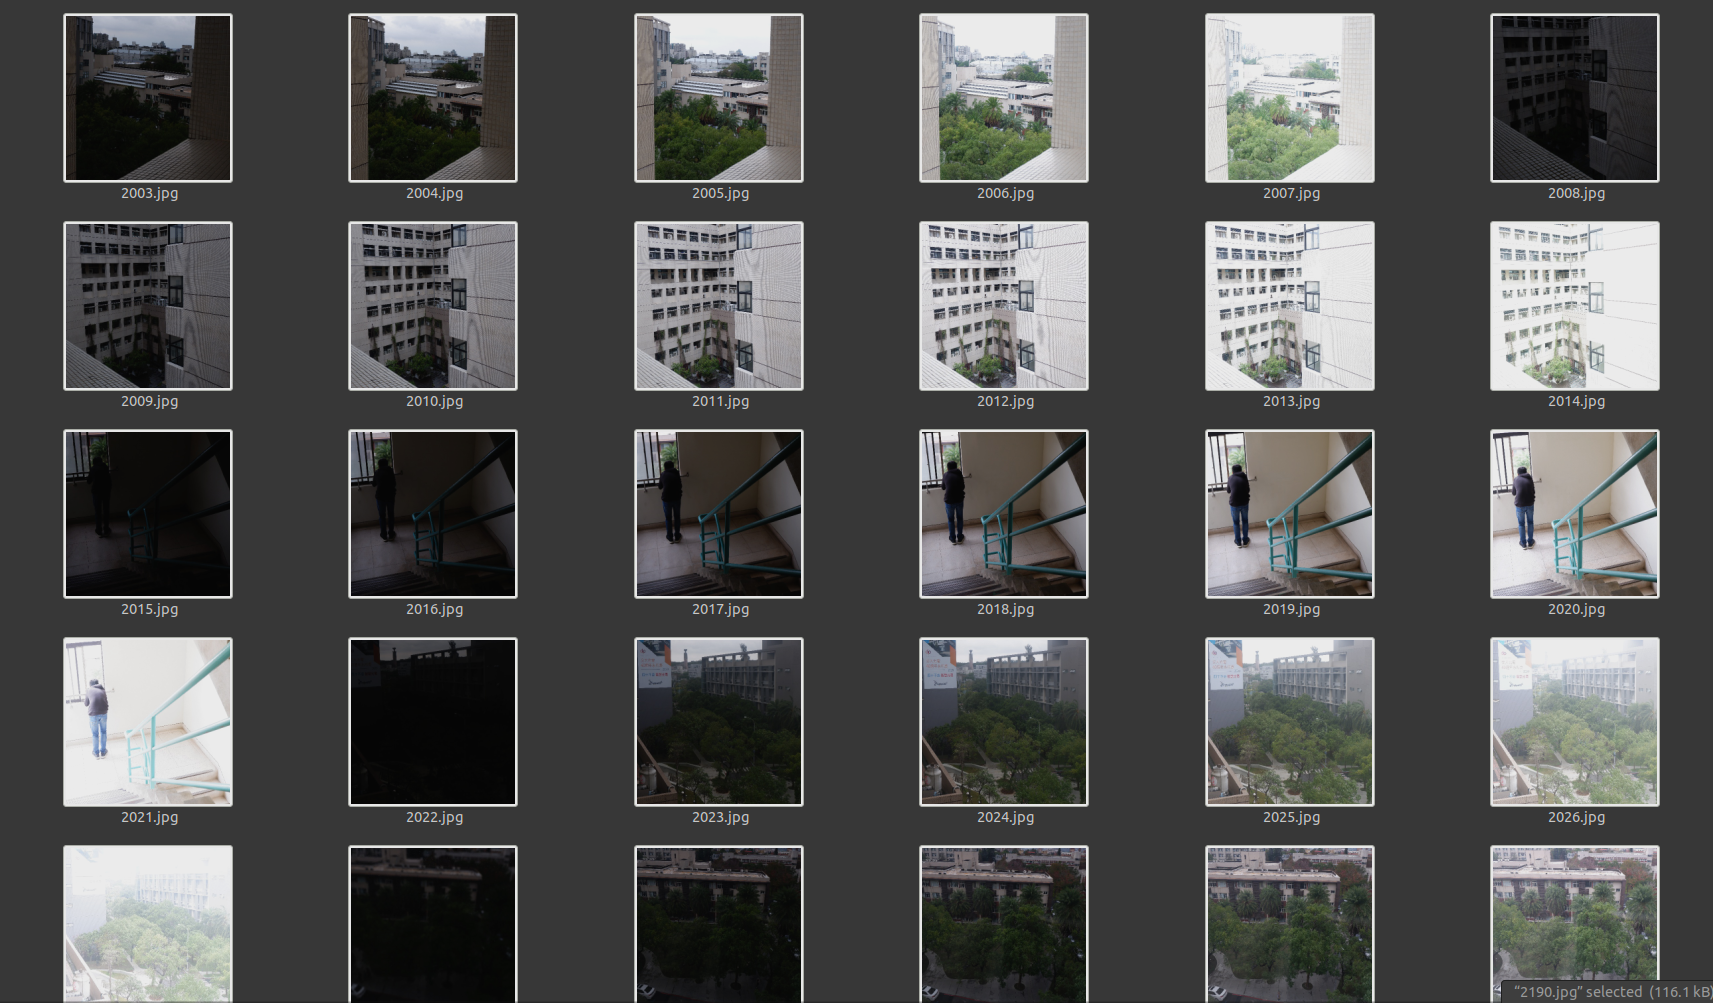 2003.jpg
2004.jpg
2005.jpg
2006.jpg
2007.jpg
2008.jpg
2009.jpg
2010.jpg
2011.jpg
2012.jpg
2013.jpg
2014.jpg
2015.jpg
2016.jpg
2017.jpg
2018.jpg
2019.jpg
2020.jpg
2021.jpg
2022.jpg
2023.jpg
2024.jpg
2025.jpg
2026.jpg
“2190.jpg” selected (116.1 kB)